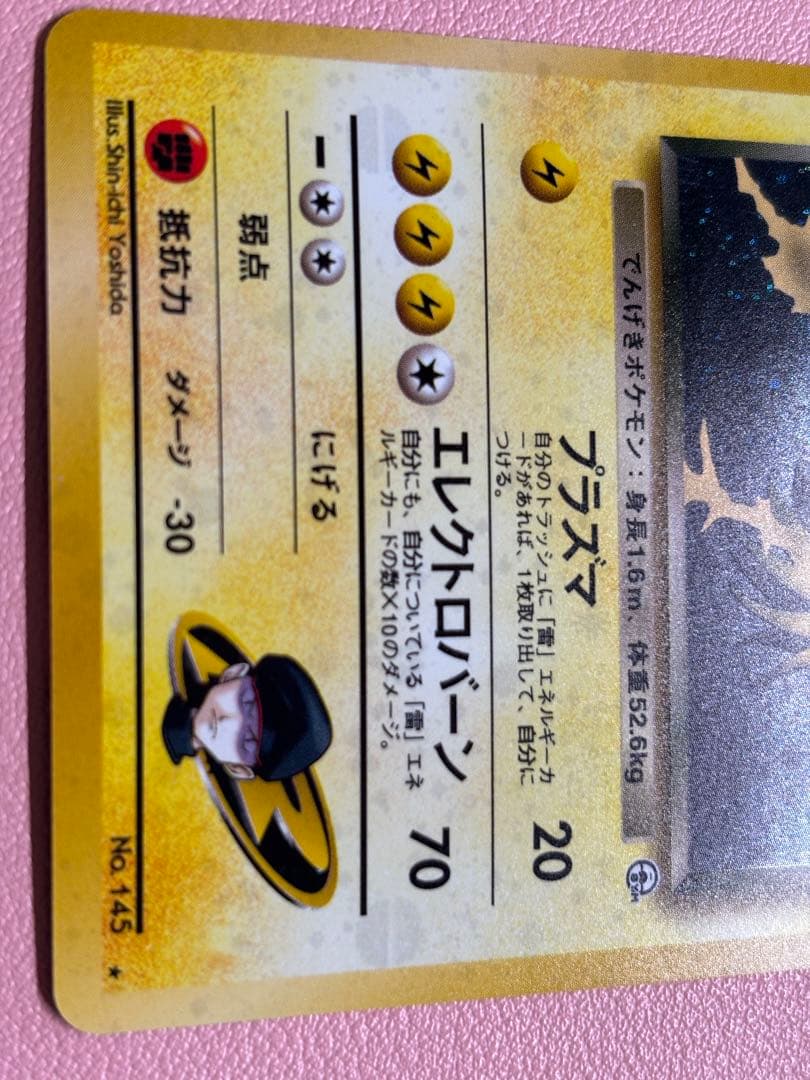 でんげきポケモン：身長1.6m、体重52.6kg
プラズマ 20
自分のトラッシュに「雷」エネルギーカ
ードがあれば、1枚取り出して、自分に
つける。
エレクトロバーン 70
自分にも、自分についている「雷」エネ
ルギーカードの数×10のダメージ。
にげる
弱点
抵抗力 ダメージ -30
Illus. Shin-ichi Yoshida
No. 145 ★